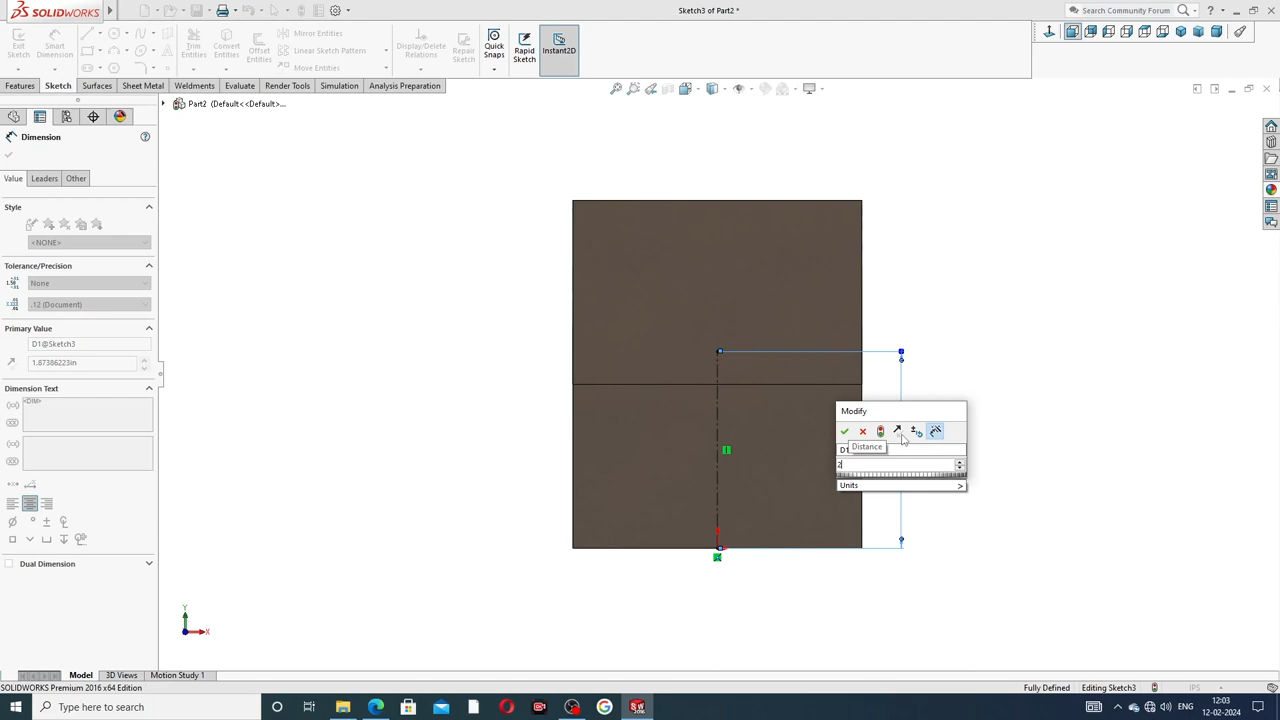 SOLIDWORKS
Sketch3 of Part2 *
Search Community Forum
Exit Sketch
Smart Dimension
Trim Entities
Convert Entities
Offset Entities
Mirror Entities
Linear Sketch Pattern
Move Entities
Display/Delete Relations
Repair Sketch
Quick Snaps
Rapid Sketch
Instant2D
Features
Sketch
Surfaces
Sheet Metal
Weldments
Evaluate
Render Tools
Simulation
Analysis Preparation
Part2 (Default<<Default>...
Dimension
Value
Leaders
Other
Style
<NONE>
Tolerance/Precision
None
.12 (Document)
Primary Value
D1@Sketch3
1.87386223in
Dimension Text
<DIM>
Dual Dimension
Modify
Distance
D1
2
Units >
Y
X
Model
3D Views
Motion Study 1
SOLIDWORKS Premium 2016 x64 Edition
Fully Defined
Editing Sketch3
IPS
Type here to search
ENG
12:03
12-02-2024